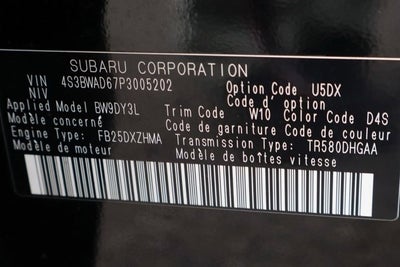 SUBARU CORPORATION
VIN 4S3BWAD67P3005202
NIV
Option Code U5DX
Code d'option
Applied Model BW9DY3L Trim Code W10 Color Code D4S
Modèle concerné Code de garniture Code de couleur
Engine Type: FB25DXZHMA Transmission Type: TR580DHGAA
Modèle de moteur Modèle de boîtes vitesse